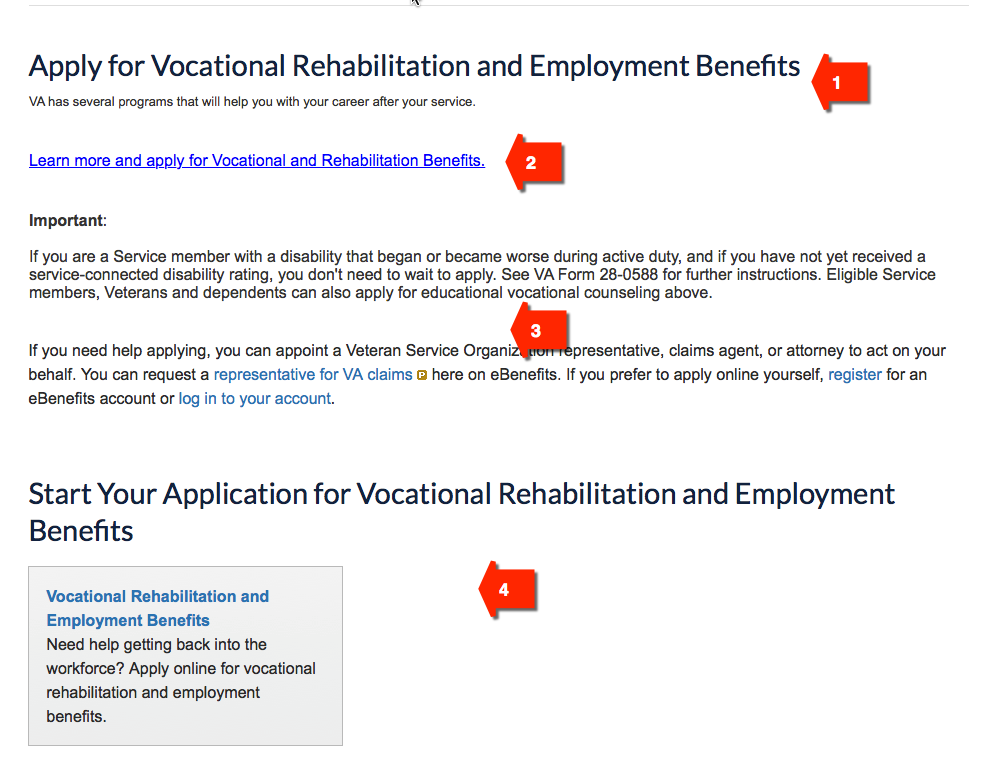 Apply for Vocational Rehabilitation and Employment Benefits
1
VA has several programs that will help you with your career after your service.
Learn more and apply for Vocational and Rehabilitation Benefits.
2
Important:
If you are a Service member with a disability that began or became worse during active duty, and if you have not yet received a
service-connected disability rating, you don't need to wait to apply. See VA Form 28-0588 for further instructions. Eligible Service
members, Veterans and dependents can also apply for educational vocational counseling above.
3
If you need help applying, you can appoint a Veteran Service Organization representative, claims agent, or attorney to act on your
behalf. You can request a representative for VA claims P here on eBenefits. If you prefer to apply online yourself, register for an
eBenefits account or log in to your account.
Start Your Application for Vocational Rehabilitation and Employment
Benefits
4
Vocational Rehabilitation and
Employment Benefits
Need help getting back into the
workforce? Apply online for vocational
rehabilitation and employment
benefits.